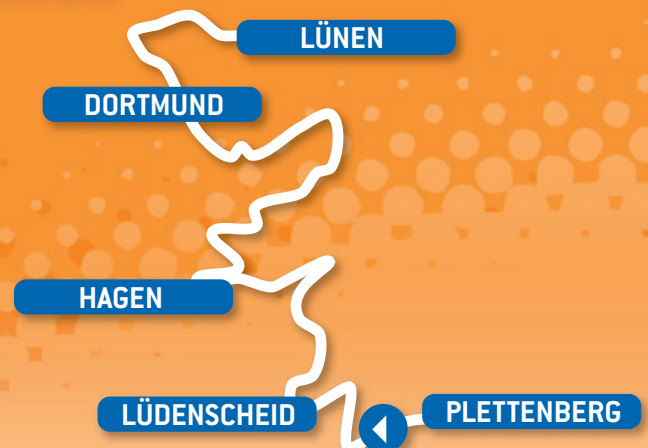 LÜNEN
DORTMUND
HAGEN
LÜDENSCHEID
PLETTENBERG